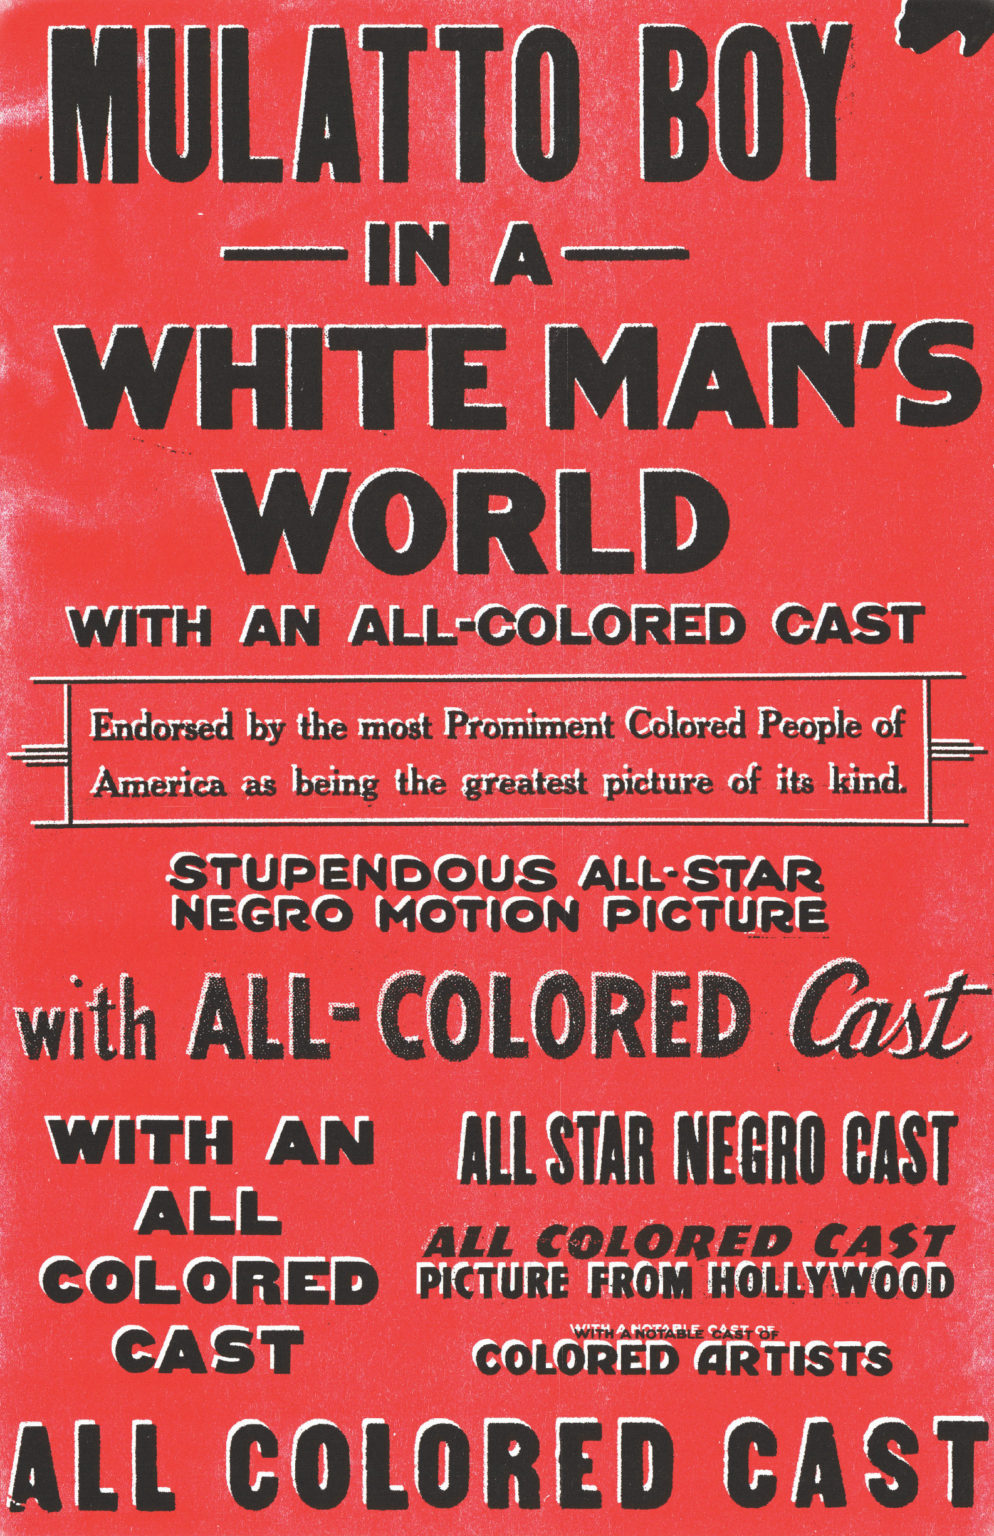 MULATTO BOY
IN A
WHITE MAN'S
WORLD
WITH AN ALL-COLORED CAST
Endorsed by the most Promiment Colored People of
America as being the greatest picture of its kind.
STUPENDOUS ALL-STAR
NEGRO MOTION PICTURE
with ALL-COLORED Cast
WITH AN
ALL
COLORED
CAST
ALL STAR NEGRO CAST
ALL COLORED CAST
PICTURE FROM HOLLYWOOD
WITH A NOTABLE CAST OF
COLORED ARTISTS
ALL COLORED CAST